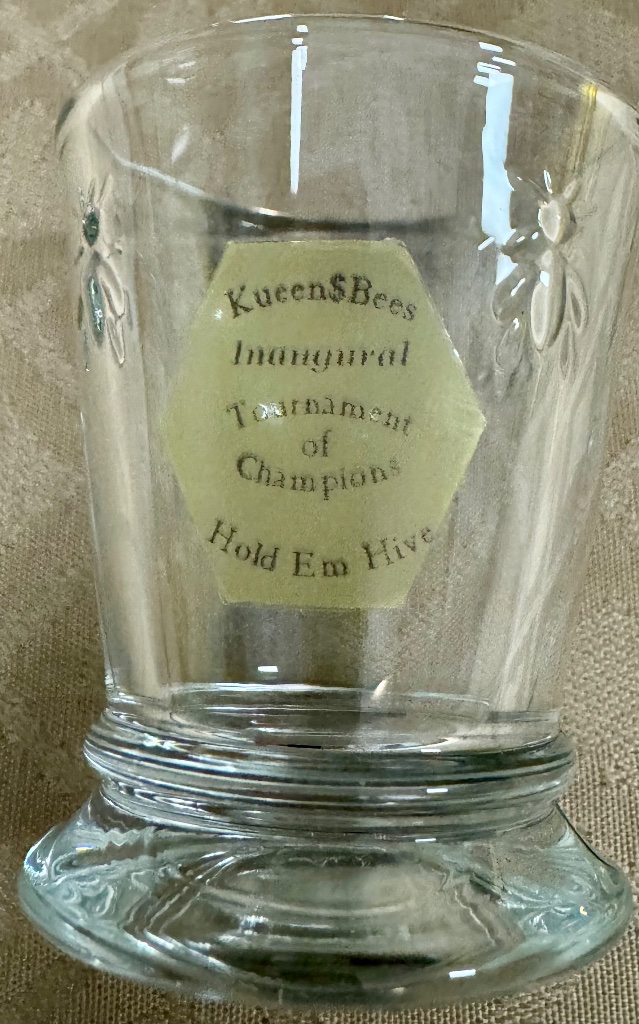 Kueen$Bees
Inaugural
Tournament
of
Champions
Hold Em Hive